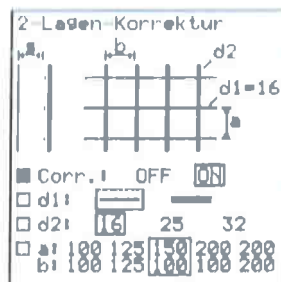 2-Lagen-Korrektur
a b d2
d1=16
a
Corr.: OFF ON
d1:
d2: 16 25 32
a: 100 125 150 200 200
b: 100 125 100 100 200